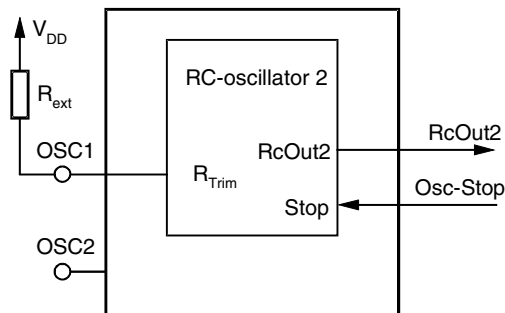 V_DD
RC-oscillator 2
R_ext
OSC1
RcOut2
RcOut2
R_Trim
Osc-Stop
Stop
OSC2